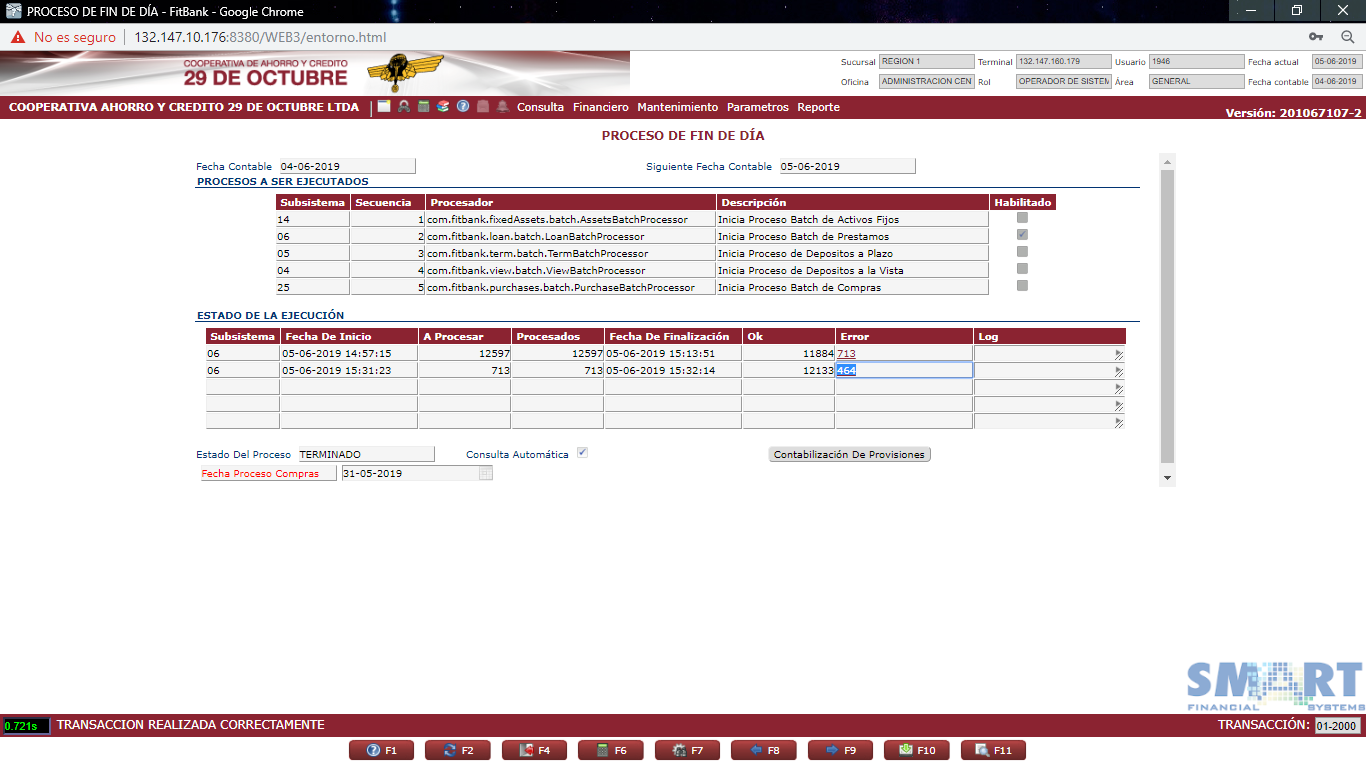 PROCESO DE FIN DE DÍA - FitBank - Google Chrome
No es seguro 132.147.10.176:8380/WEB3/entorno.html
COOPERATIVA DE AHORRO Y CREDITO
29 DE OCTUBRE
Sucursal REGION 1 Terminal 132.147.160.179 Usuario 1946 Fecha actual 05-06-2019
Oficina ADMINISTRACION CEN Rol OPERADOR DE SISTEM Área GENERAL Fecha contable 04-06-2019
COOPERATIVA AHORRO Y CREDITO 29 DE OCTUBRE LTDA Consulta Financiero Mantenimiento Parametros Reporte Versión: 201067107-2
PROCESO DE FIN DE DÍA
Fecha Contable 04-06-2019 Siguiente Fecha Contable 05-06-2019
PROCESOS A SER EJECUTADOS
Subsistema Secuencia Procesador Descripción Habilitado
14 1 com.fitbank.fixedAssets.batch.AssetsBatchProcessor Inicia Proceso Batch de Activos Fijos
06 2 com.fitbank.loan.batch.LoanBatchProcessor Inicia Proceso Batch de Prestamos
05 3 com.fitbank.term.batch.TermBatchProcessor Inicia Proceso de Depositos a Plazo
04 4 com.fitbank.view.batch.ViewBatchProcessor Inicia Proceso de Depositos a la Vista
25 5 com.fitbank.purchases.batch.PurchaseBatchProcessor Inicia Proceso Batch de Compras
ESTADO DE LA EJECUCIÓN
Subsistema Fecha De Inicio A Procesar Procesados Fecha De Finalización Ok Error Log
06 05-06-2019 14:57:15 12597 12597 05-06-2019 15:13:51 11884 713
06 05-06-2019 15:31:23 713 713 05-06-2019 15:32:14 12133 464
Estado Del Proceso TERMINADO Consulta Automática Contabilización De Provisiones
Fecha Proceso Compras 31-05-2019
SMART
FINANCIAL SYSTEMS
0.721s TRANSACCION REALIZADA CORRECTAMENTE TRANSACCIÓN: 01-2000
F1 F2 F4 F6 F7 F8 F9 F10 F11